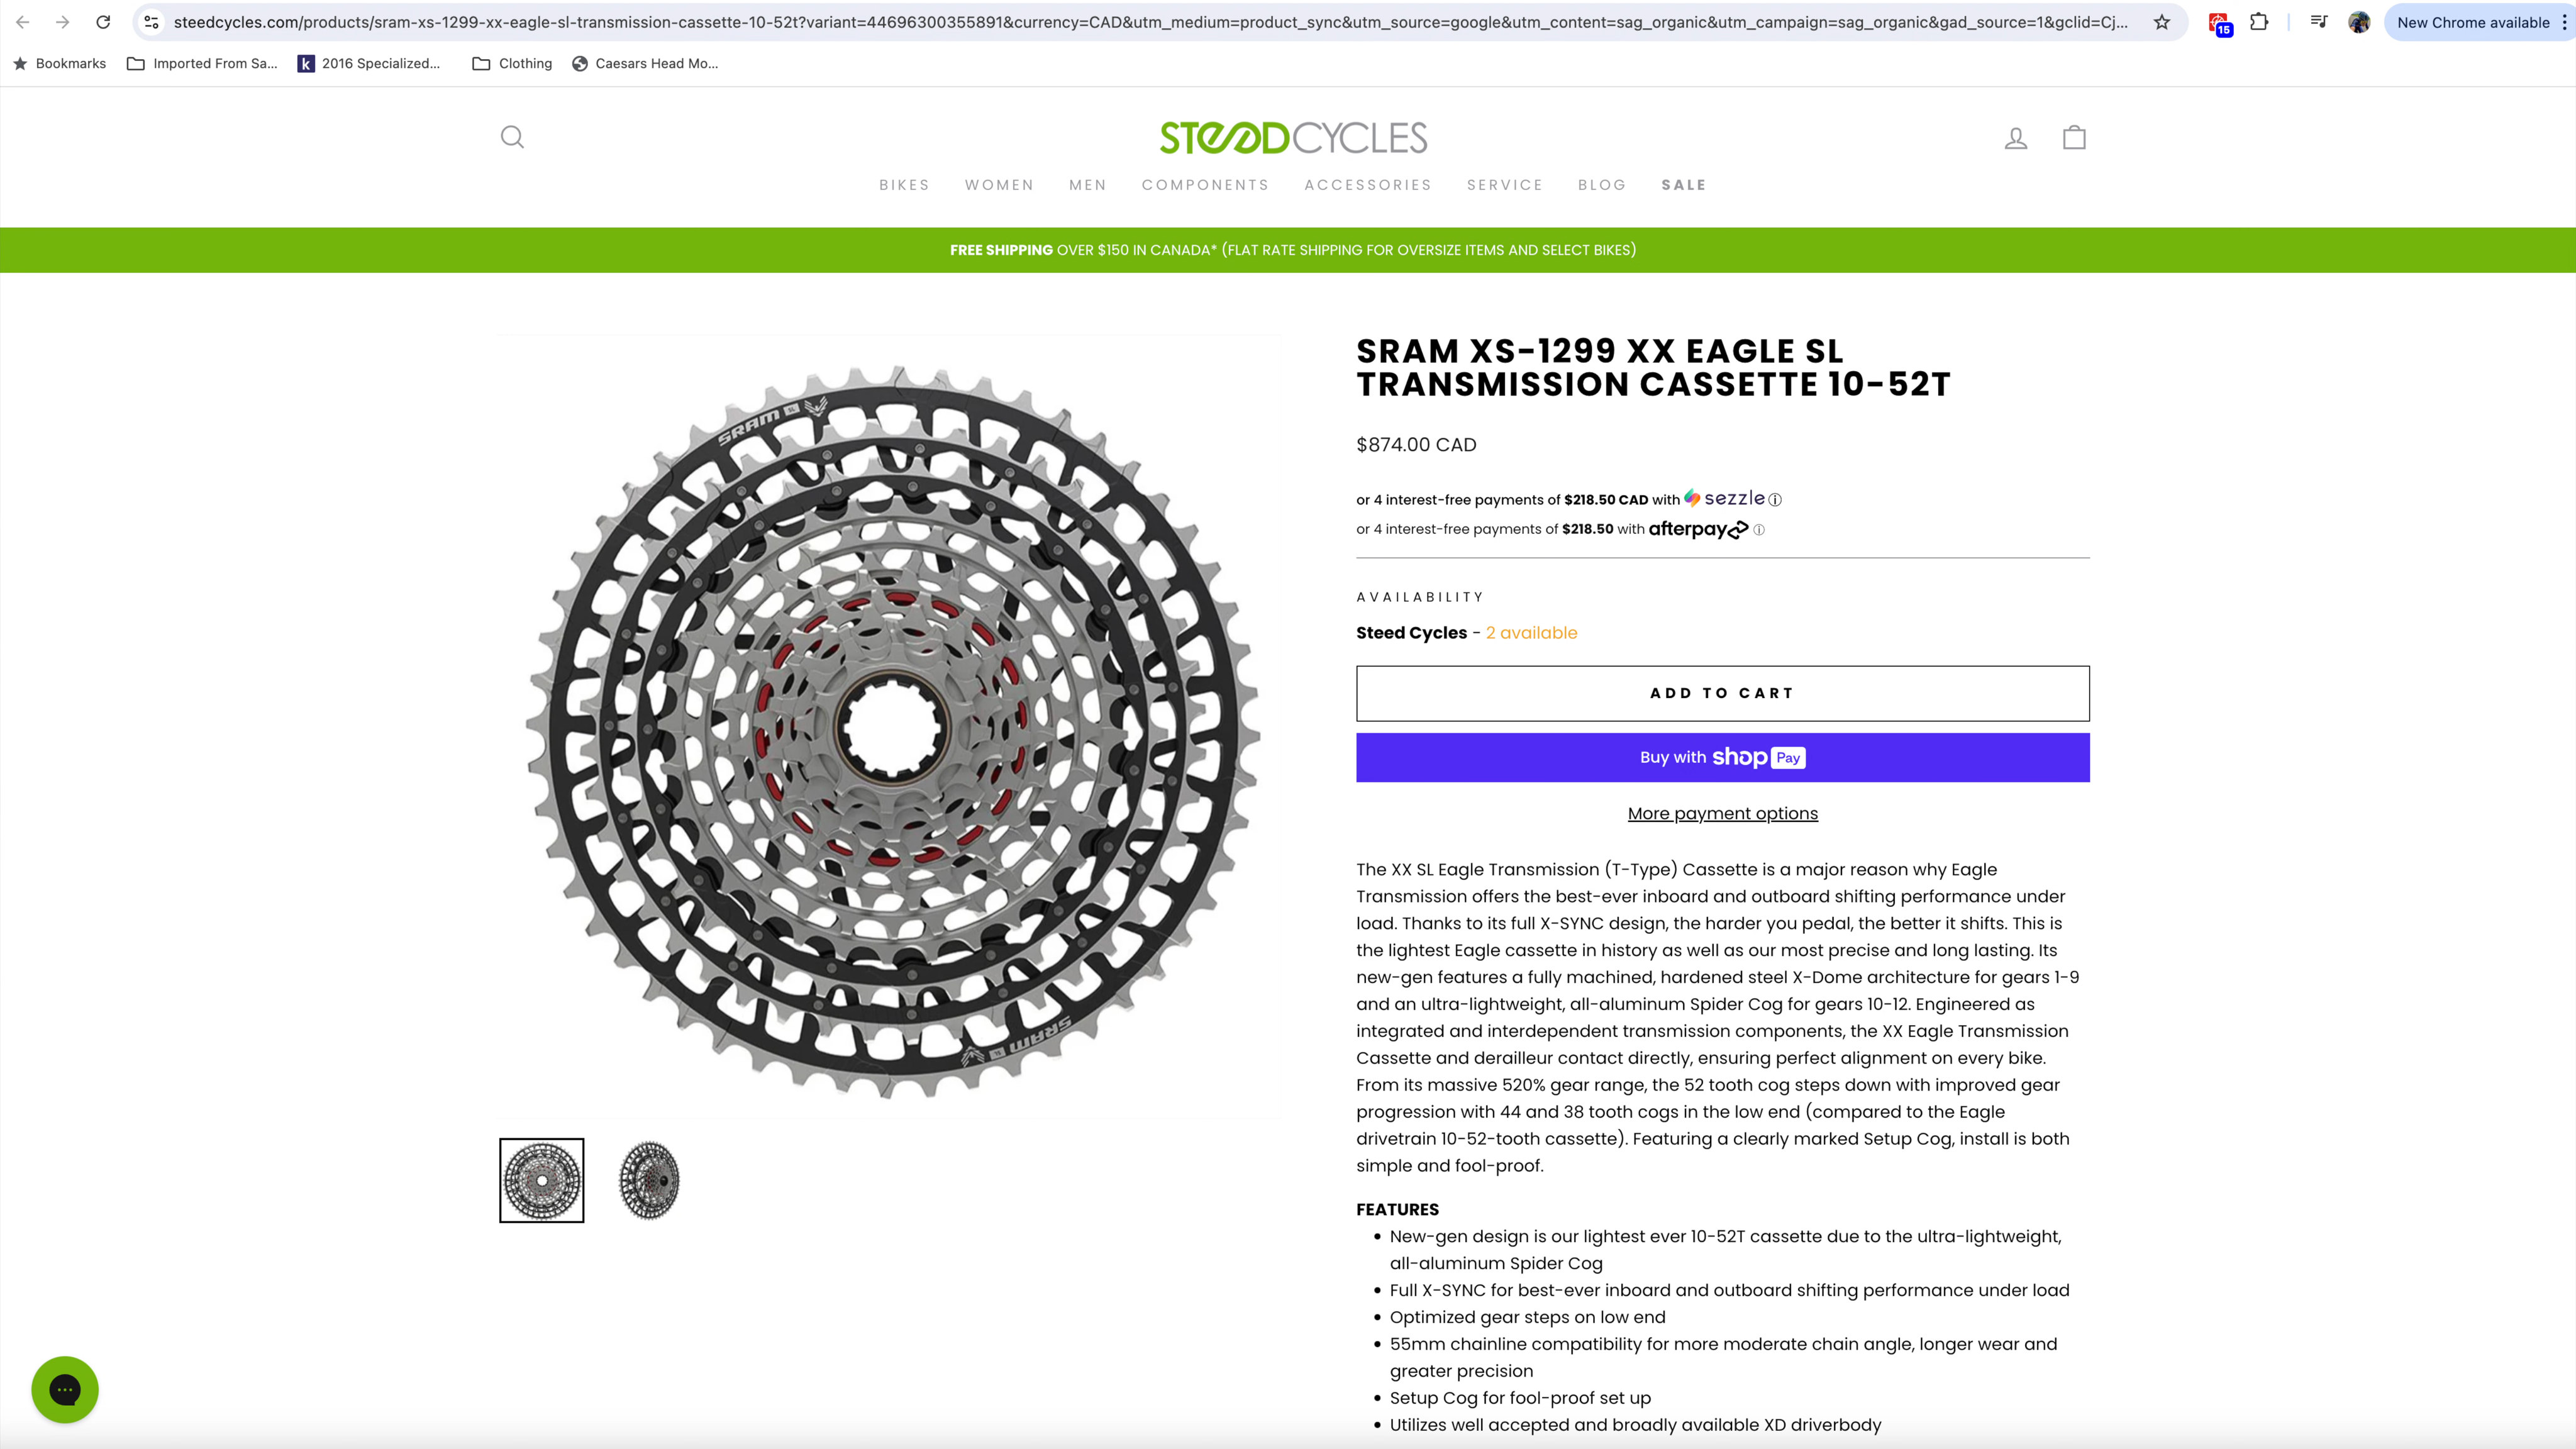 steedcycles.com/products/sram-xs-1299-xx-eagle-sl-transmission-cassette-10-52t?variant=44696300355891&currency=CAD&utm_medium=product_sync&utm_source=google&utm_content=sag_organic&utm_campaign=sag_organic&gad_source=1&gclid=Cj...
15
New Chrome available
Bookmarks
Imported From Sa...
k 2016 Specialized...
Clothing
Caesars Head Mo...
STEEDCYCLES
BIKES WOMEN MEN COMPONENTS ACCESSORIES SERVICE BLOG SALE
FREE SHIPPING OVER $150 IN CANADA* (FLAT RATE SHIPPING FOR OVERSIZE ITEMS AND SELECT BIKES)
SRAM
SRAM
SRAM XS-1299 XX EAGLE SL
TRANSMISSION CASSETTE 10-52T
$874.00 CAD
or 4 interest-free payments of $218.50 CAD with sezzle
or 4 interest-free payments of $218.50 with afterpay
AVAILABILITY
Steed Cycles - 2 available
ADD TO CART
Buy with shop Pay
More payment options
The XX SL Eagle Transmission (T-Type) Cassette is a major reason why Eagle
Transmission offers the best-ever inboard and outboard shifting performance under
load. Thanks to its full X-SYNC design, the harder you pedal, the better it shifts. This is
the lightest Eagle cassette in history as well as our most precise and long lasting. Its
new-gen features a fully machined, hardened steel X-Dome architecture for gears 1-9
and an ultra-lightweight, all-aluminum Spider Cog for gears 10-12. Engineered as
integrated and interdependent transmission components, the XX Eagle Transmission
Cassette and derailleur contact directly, ensuring perfect alignment on every bike.
From its massive 520% gear range, the 52 tooth cog steps down with improved gear
progression with 44 and 38 tooth cogs in the low end (compared to the Eagle
drivetrain 10-52-tooth cassette). Featuring a clearly marked Setup Cog, install is both
simple and fool-proof.
FEATURES
• New-gen design is our lightest ever 10-52T cassette due to the ultra-lightweight,
all-aluminum Spider Cog
• Full X-SYNC for best-ever inboard and outboard shifting performance under load
• Optimized gear steps on low end
• 55mm chainline compatibility for more moderate chain angle, longer wear and
greater precision
• Setup Cog for fool-proof set up
• Utilizes well accepted and broadly available XD driverbody